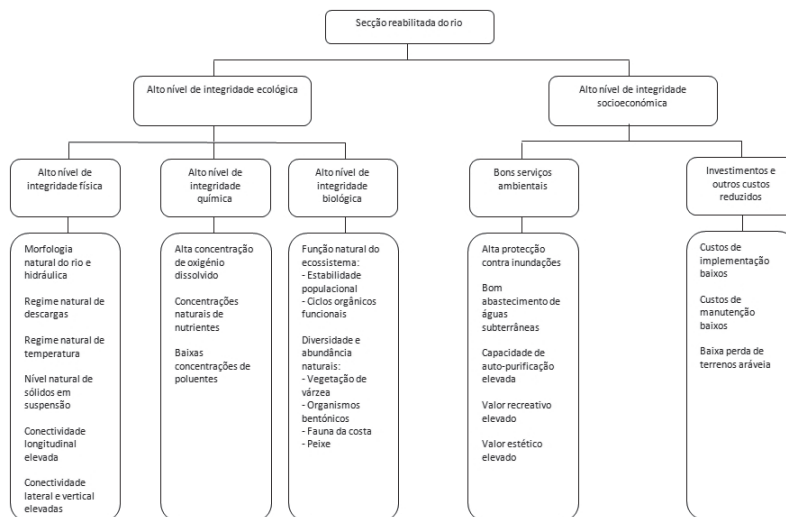 Secção reabilitada do rio
Alto nível de integridade ecológica
Alto nível de integridade
socioeconómica
Alto nível de
integridade física
Alto nível de
integridade
química
Alto nível de
integridade
biológica
Bons serviços
ambientais
Investimentos e
outros custos
reduzidos
Morfologia
natural do rio e
hidráulica
Regime natural de
descargas
Regime natural de
temperatura
Nível natural de
sólidos em
suspensão
Conectividade
longitudinal
elevada
Conectividade
lateral e vertical
elevadas
Alta concentração
de oxigénio
dissolvido
Concentrações
naturais de
nutrientes
Baixas
concentrações de
poluentes
Função natural do
ecossistema:
- Estabilidade
populacional
- Ciclos orgânicos
funcionais
Diversidade e
abundância
naturais:
- Vegetação de
várzea
- Organismos
bentónicos
- Fauna da costa
- Peixe
Alta protecção
contra inundações
Bom
abastecimento de
águas
subterrâneas
Capacidade de
auto-purificação
elevada
Valor recreativo
elevado
Valor estético
elevado
Custos de
implementação
baixos
Custos de
manutenção
baixos
Baixa perda de
terrenos aráveia